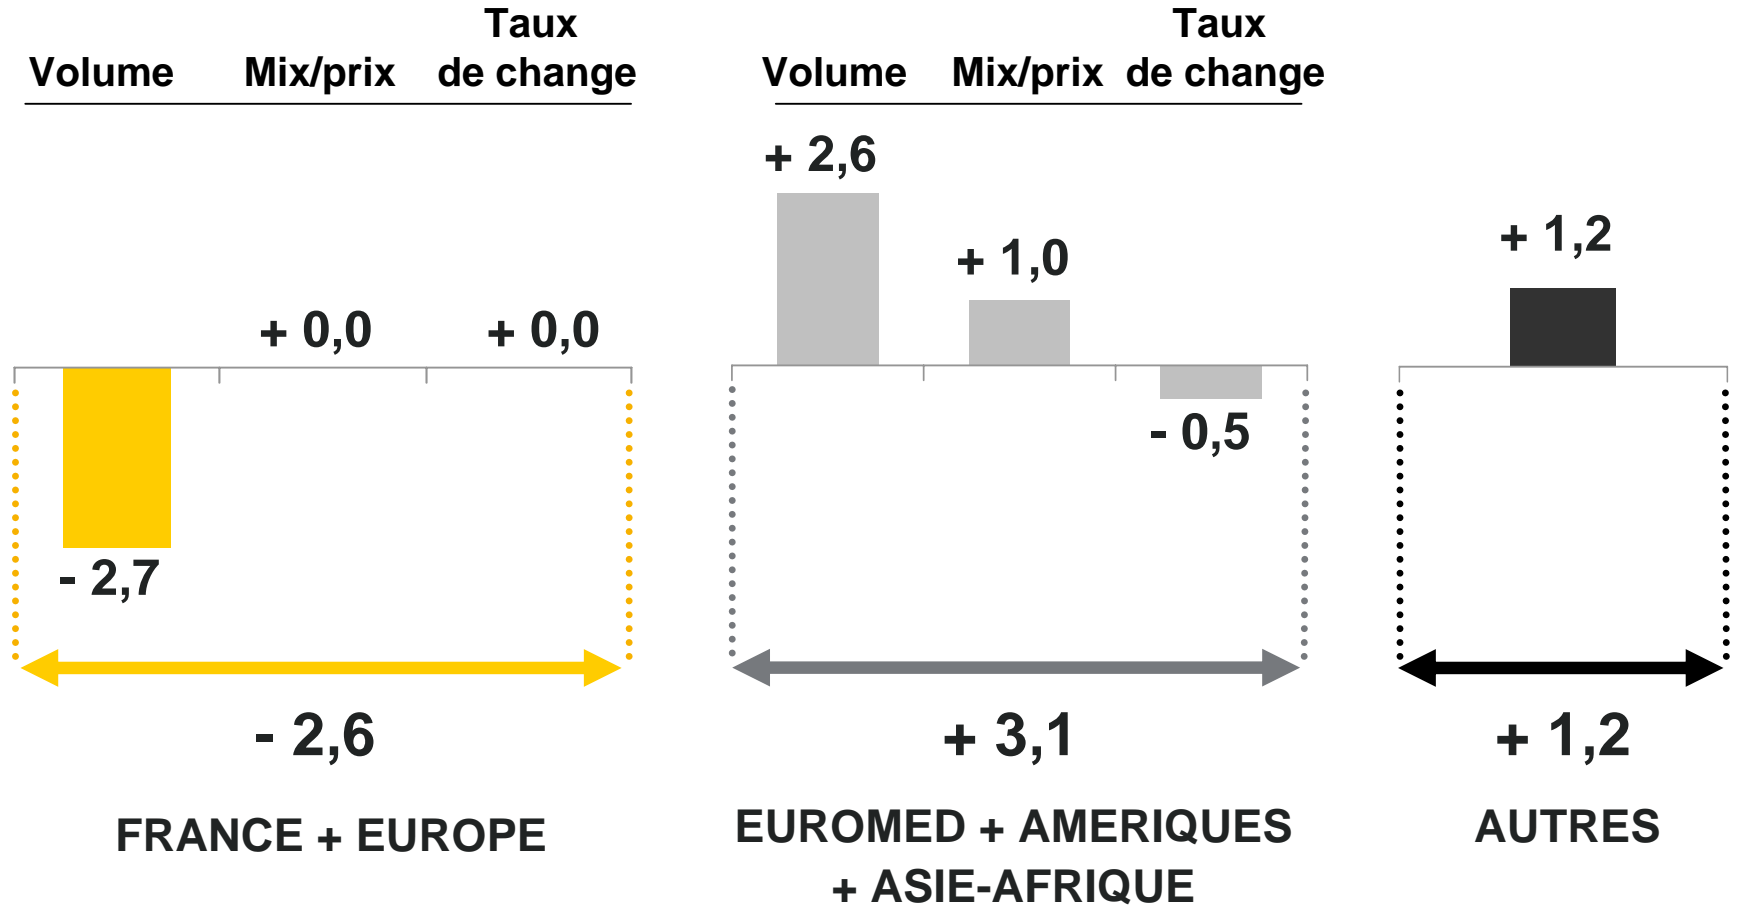 Taux
Volume Mix/prix de change
Taux
Volume Mix/prix de change
+ 2,6
+ 1,0
+ 1,2
+ 0,0
+ 0,0
- 0,5
- 2,7
- 2,6
+ 3,1
+ 1,2
FRANCE + EUROPE
EUROMED + AMERIQUES
+ ASIE-AFRIQUE
AUTRES